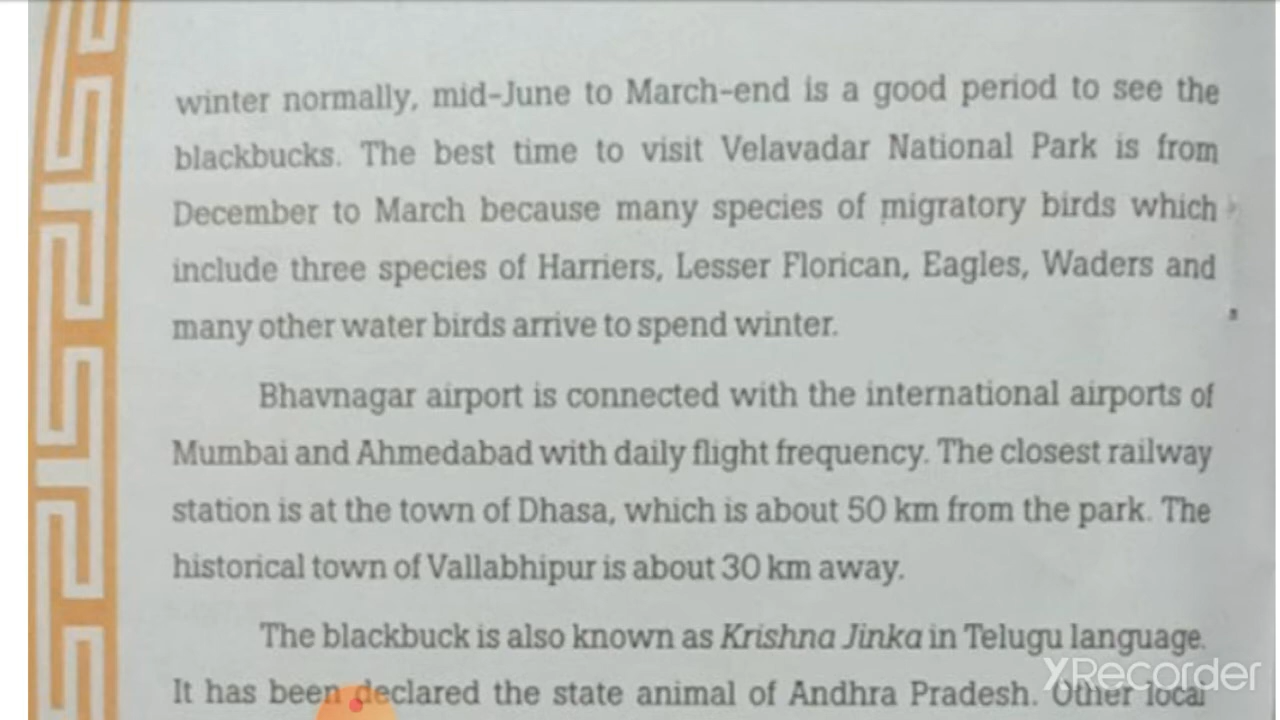 winter normally, mid-June to March-end is a good period to see the
blackbucks. The best time to visit Velavadar National Park is from
December to March because many species of migratory birds which
include three species of Harriers, Lesser Florican, Eagles, Waders and
many other water birds arrive to spend winter.
Bhavnagar airport is connected with the international airports of
Mumbai and Ahmedabad with daily flight frequency. The closest railway
station is at the town of Dhasa, which is about 50 km from the park. The
historical town of Vallabhipur is about 30 km away.
The blackbuck is also known as Krishna Jinka in Telugu language.
It has been declared the state animal of Andhra Pradesh. Other local
XRecorder